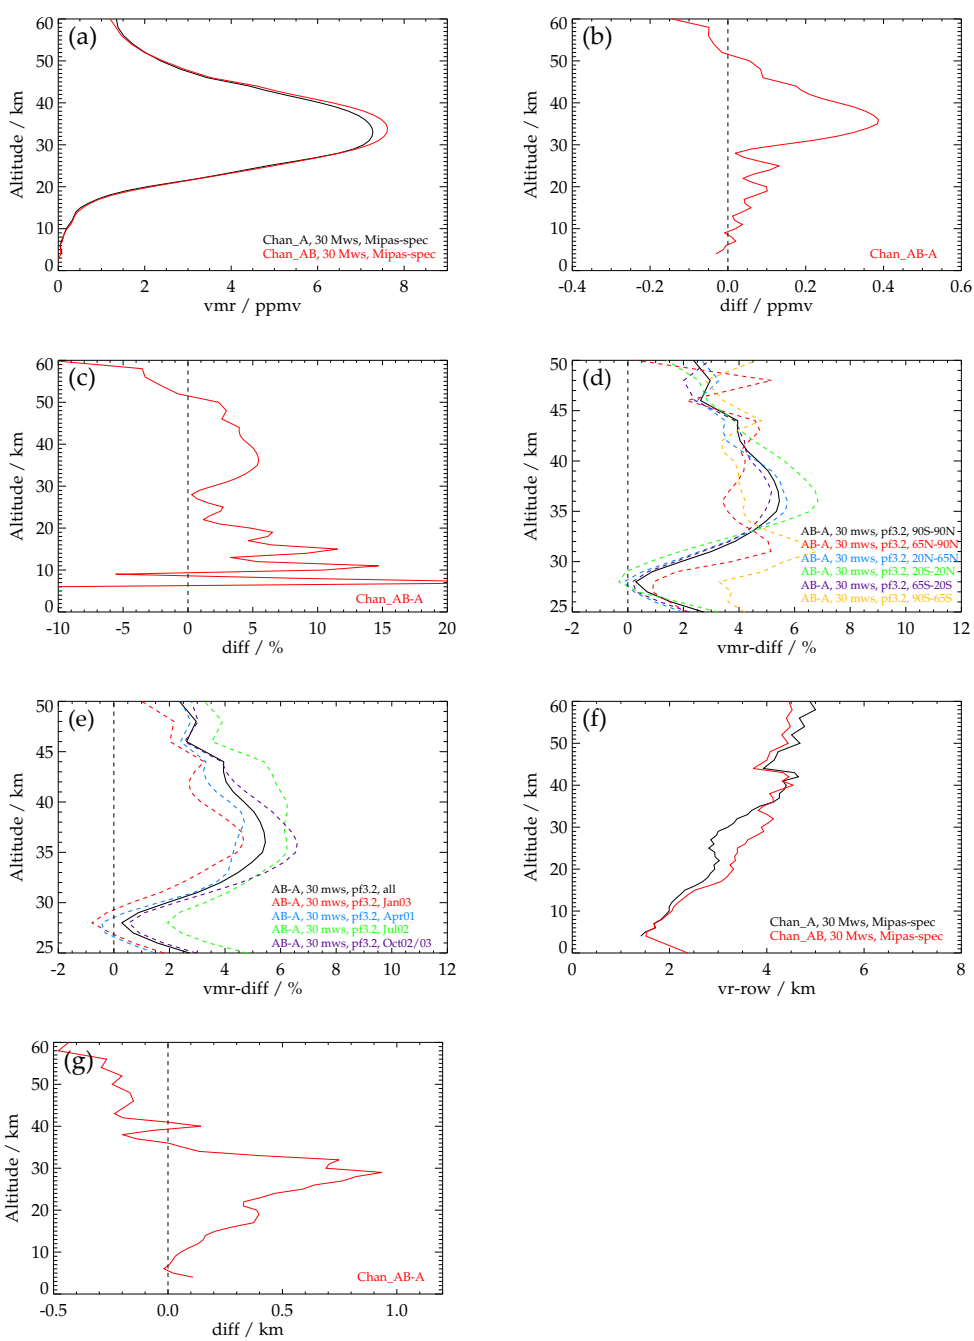 (a)
Altitude / km
60
50
40
30
20
10
0
Chan_A, 30 Mws, Mipas-spec
Chan_AB, 30 Mws, Mipas-spec
0 2 4 6 8
vmr / ppmv
(b)
Altitude / km
60
50
40
30
20
10
0
Chan_AB-A
-0.4 -0.2 0.0 0.2 0.4 0.6
diff / ppmv
(c)
Altitude / km
60
50
40
30
20
10
0
Chan_AB-A
-10 -5 0 5 10 15 20
diff / %
(d)
Altitude / km
50
45
40
35
30
25
AB-A, 30 mws, pf3.2, 90S-90N
AB-A, 30 mws, pf3.2, 65N-90N
AB-A, 30 mws, pf3.2, 20N-65N
AB-A, 30 mws, pf3.2, 20S-20N
AB-A, 30 mws, pf3.2, 65S-20S
AB-A, 30 mws, pf3.2, 90S-65S
-2 0 2 4 6 8 10 12
vmr-diff / %
(e)
Altitude / km
50
45
40
35
30
25
AB-A, 30 mws, pf3.2, all
AB-A, 30 mws, pf3.2, Jan03
AB-A, 30 mws, pf3.2, Apr01
AB-A, 30 mws, pf3.2, Jul02
AB-A, 30 mws, pf3.2, Oct02/03
-2 0 2 4 6 8 10 12
vmr-diff / %
(f)
Altitude / km
60
50
40
30
20
10
0
Chan_A, 30 Mws, Mipas-spec
Chan_AB, 30 Mws, Mipas-spec
0 2 4 6 8
vr-row / km
(g)
Altitude / km
60
50
40
30
20
10
0
Chan_AB-A
-0.5 0.0 0.5 1.0
diff / km